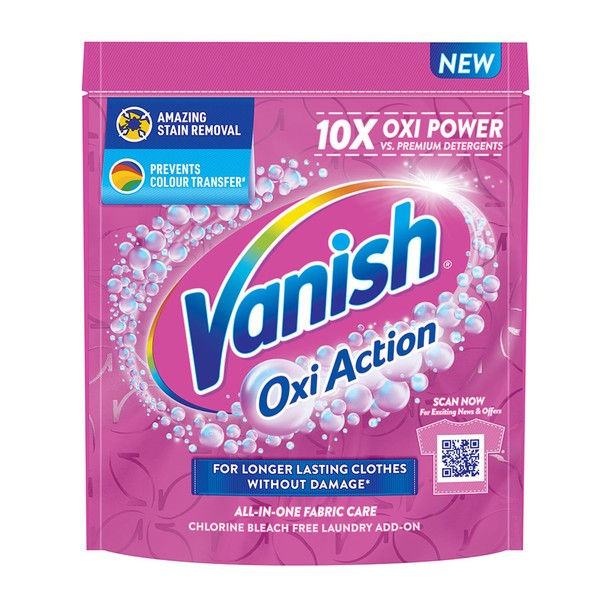 NEW
AMAZING
STAIN REMOVAL
PREVENTS
COLOUR TRANSFER#
10X OXI POWER
VS. PREMIUM DETERGENTS
Vanish®
Oxi Action
SCAN NOW
For Exciting News & Offers
FOR LONGER LASTING CLOTHES
WITHOUT DAMAGE*
ALL-IN-ONE FABRIC CARE
CHLORINE BLEACH FREE LAUNDRY ADD-ON